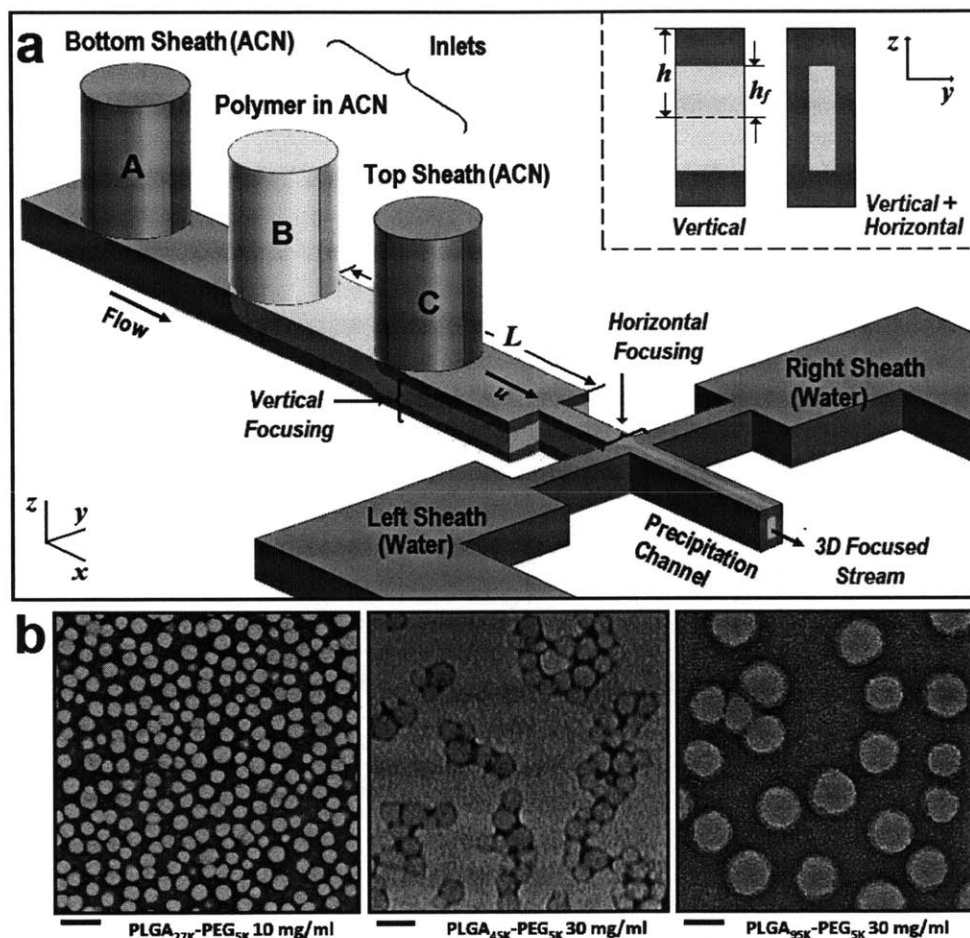 a
Bottom Sheath (ACN)
Inlets
Polymer in ACN
Top Sheath (ACN)
A
B
C
h
h_f
z
y
Vertical
Vertical +
Horizontal
Flow
L
u
Horizontal
Focusing
Vertical
Focusing
Right Sheath
(Water)
Left Sheath
(Water)
Precipitation
Channel
3D Focused
Stream
z
y
x
b
PLGA27K-PEG5K 10 mg/ml
PLGA45K-PEG5K 30 mg/ml
PLGA95K-PEG5K 30 mg/ml